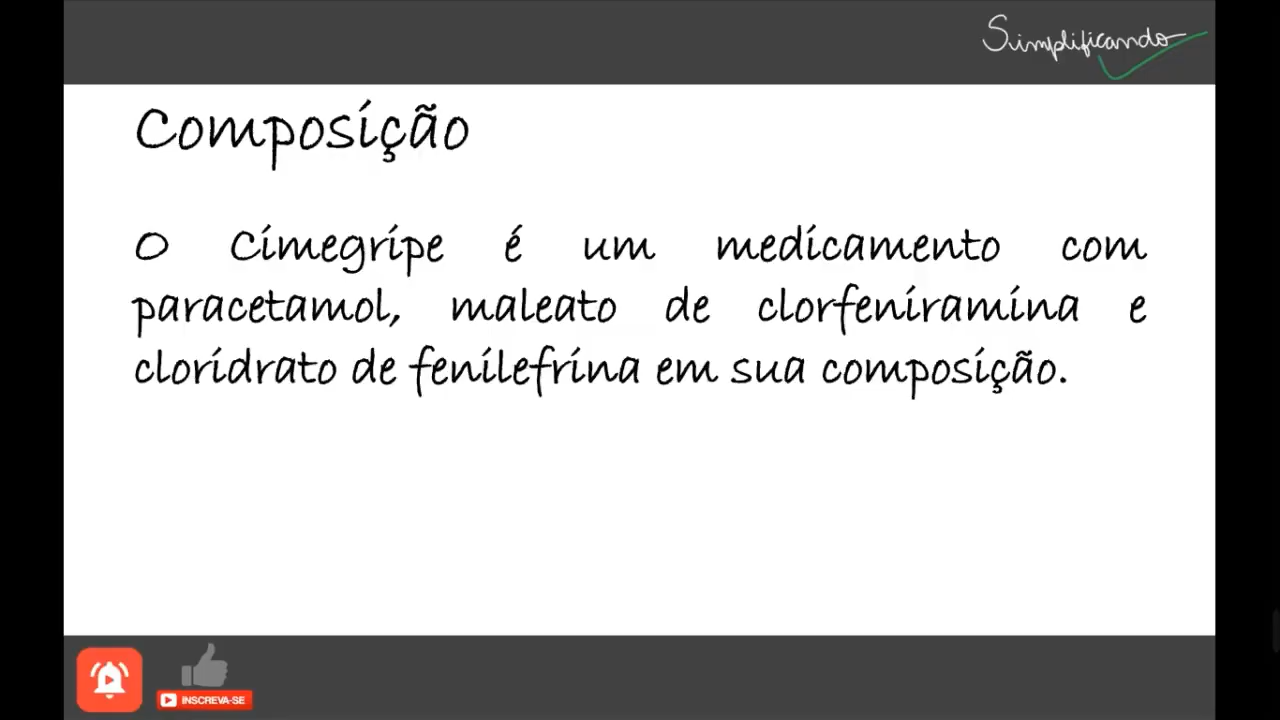 Simplificando
Composição
O Cimegripe é um medicamento com
paracetamol, maleato de clorfeniramina e
cloridrato de fenilefrina em sua composição.
INSCREVA-SE